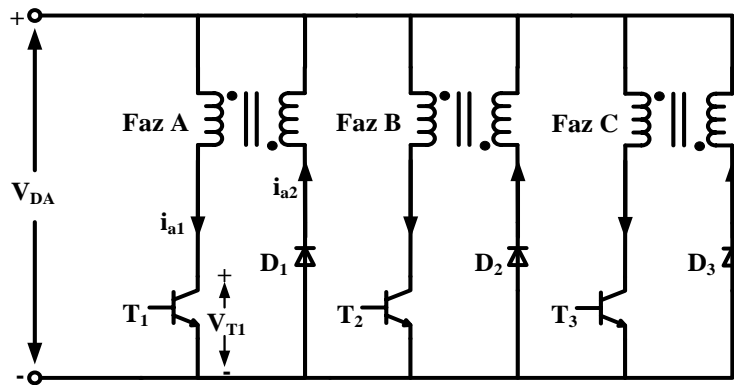 +
Faz A
Faz B
Faz C
V_DA
i_a1
i_a2
D_1
D_2
D_3
+
T_1
V_T1
T_2
T_3
-
-